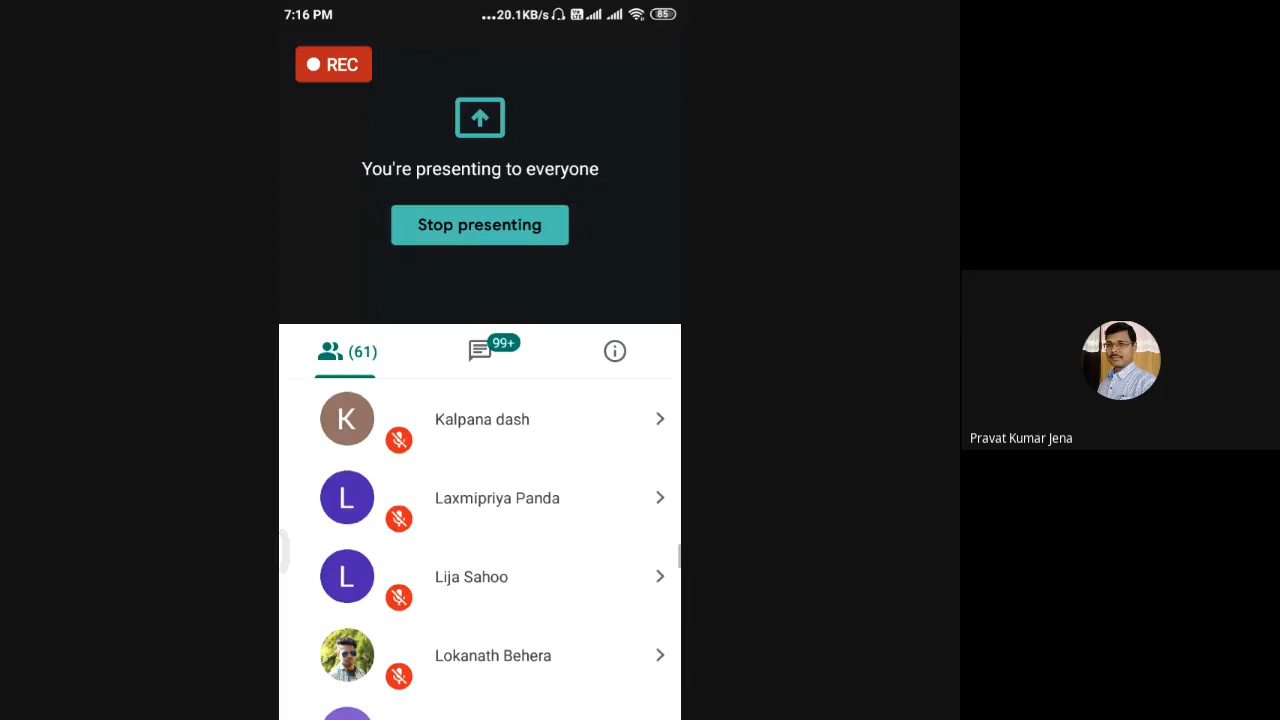 7:16 PM
...20.1KB/s
85
REC
You're presenting to everyone
Stop presenting
(61)
99+
K
Kalpana dash
L
Laxmipriya Panda
L
Lija Sahoo
Lokanath Behera
Pravat Kumar Jena